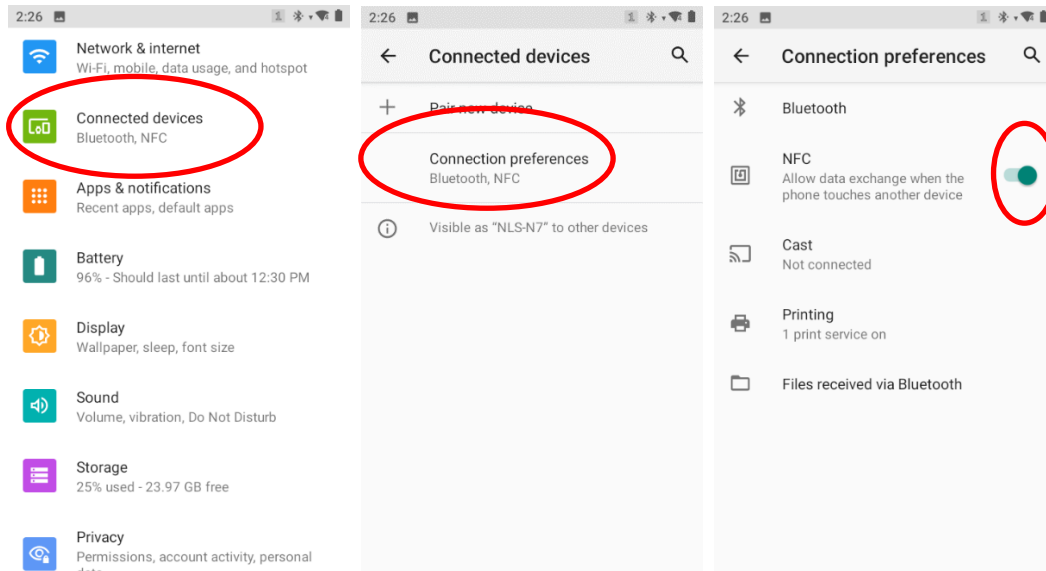 2:26
1
Network & internet
Wi-Fi, mobile, data usage, and hotspot
Connected devices
Bluetooth, NFC
Apps & notifications
Recent apps, default apps
Battery
96% - Should last until about 12:30 PM
Display
Wallpaper, sleep, font size
Sound
Volume, vibration, Do Not Disturb
Storage
25% used - 23.97 GB free
Privacy
Permissions, account activity, personal
2:26
1
Connected devices
Pair new device
Connection preferences
Bluetooth, NFC
Visible as “NLS-N7” to other devices
2:26
1
Connection preferences
Bluetooth
NFC
Allow data exchange when the
phone touches another device
Cast
Not connected
Printing
1 print service on
Files received via Bluetooth